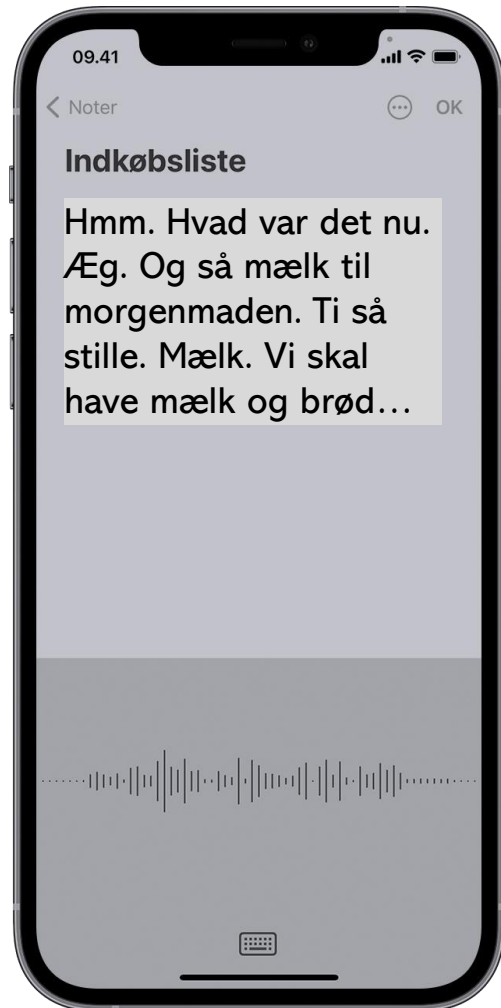 09.41
Noter
OK
Indkøbsliste
Hmm. Hvad var det nu.
Æg. Og så mælk til
morgenmaden. Ti så
stille. Mælk. Vi skal
have mælk og brød…